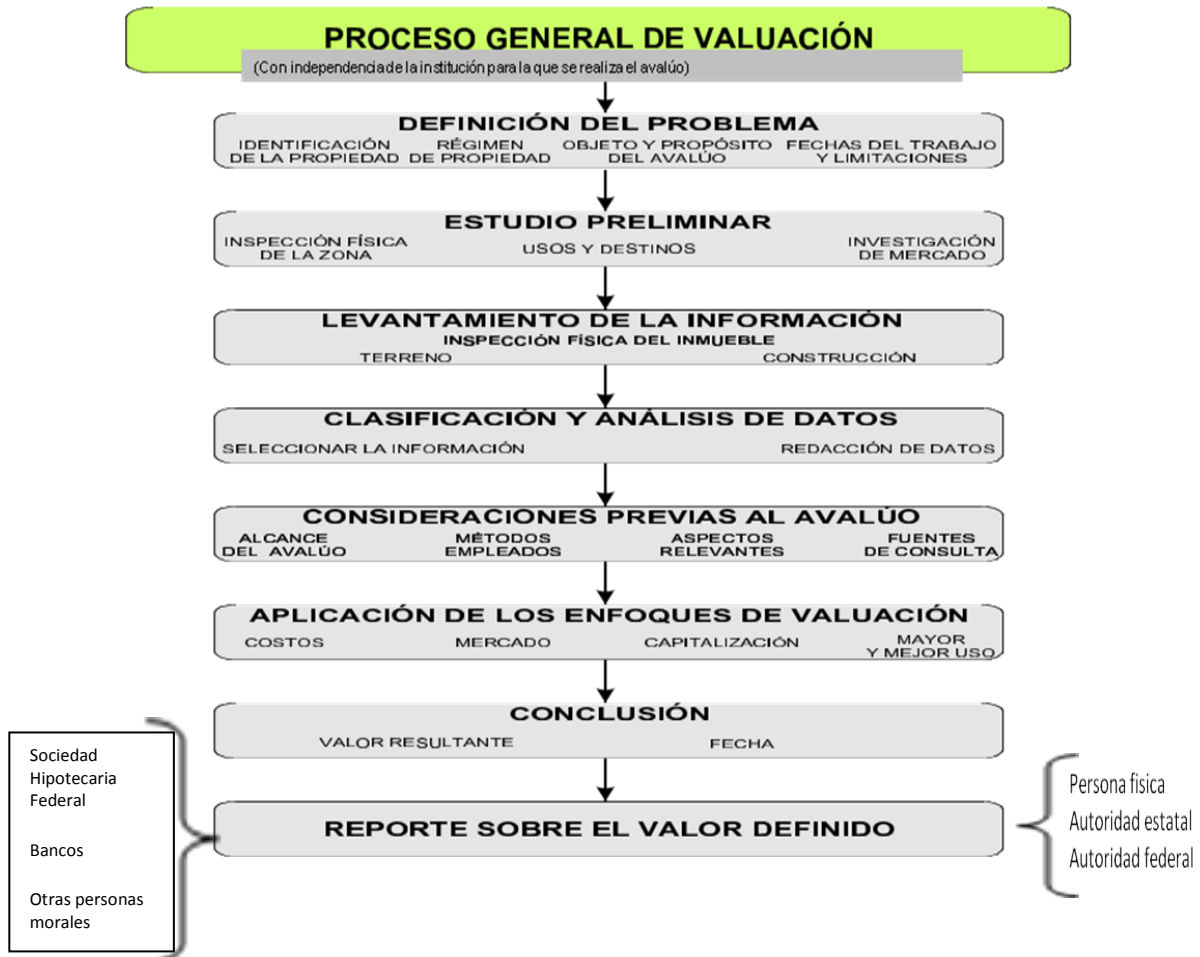 PROCESO GENERAL DE VALUACIÓN
(Con independencia de la institución para la que se realiza el avalúo)
DEFINICIÓN DEL PROBLEMA
IDENTIFICACIÓN
DE LA PROPIEDAD
RÉGIMEN
DE PROPIEDAD
OBJETO Y PROPÓSITO
DEL AVALÚO
FECHAS DEL TRABAJO
Y LIMITACIONES
ESTUDIO PRELIMINAR
INSPECCIÓN FÍSICA
DE LA ZONA
USOS Y DESTINOS
INVESTIGACIÓN
DE MERCADO
LEVANTAMIENTO DE LA INFORMACIÓN
INSPECCIÓN FÍSICA DEL INMUEBLE
TERRENO
CONSTRUCCIÓN
CLASIFICACIÓN Y ANÁLISIS DE DATOS
SELECCIONAR LA INFORMACIÓN
REDACCIÓN DE DATOS
CONSIDERACIONES PREVIAS AL AVALÚO
ALCANCE
DEL AVALÚO
MÉTODOS
EMPLEADOS
ASPECTOS
RELEVANTES
FUENTES
DE CONSULTA
APLICACIÓN DE LOS ENFOQUES DE VALUACIÓN
COSTOS
MERCADO
CAPITALIZACIÓN
MAYOR
Y MEJOR USO
CONCLUSIÓN
VALOR RESULTANTE
FECHA
REPORTE SOBRE EL VALOR DEFINIDO
Sociedad
Hipotecaria
Federal
Bancos
Otras personas
morales
Persona fisica
Autoridad estatal
Autoridad federal